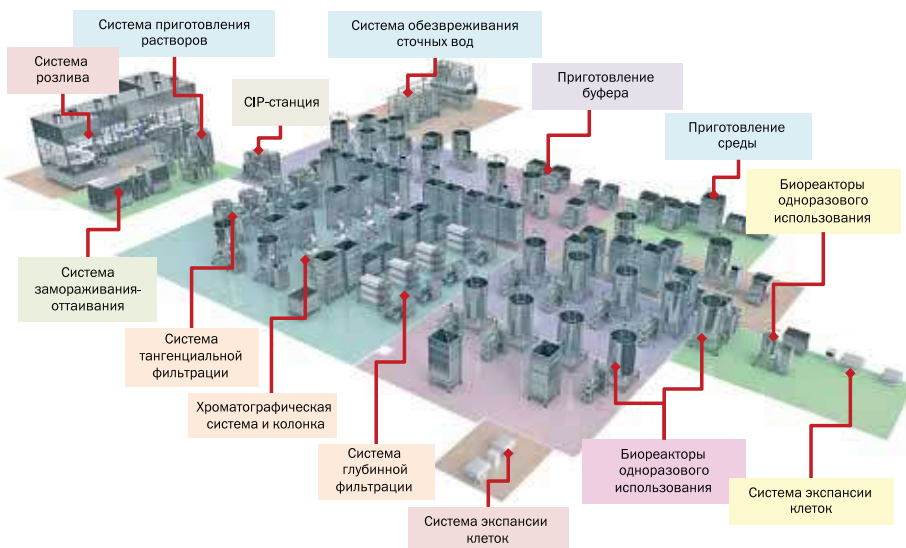 Система приготовления
растворов
Система обезвреживания
сточных вод
Система
розлива
CIP-станция
Приготовление
буфера
Приготовление
среды
Биореакторы
одноразового
использования
Система
замораживания-
оттаивания
Система
тангенциальной
фильтрации
Хроматографическая
система и колонка
Система
глубинной
фильтрации
Биореакторы
одноразового
использования
Система экспансии
клеток
Система экспансии
клеток